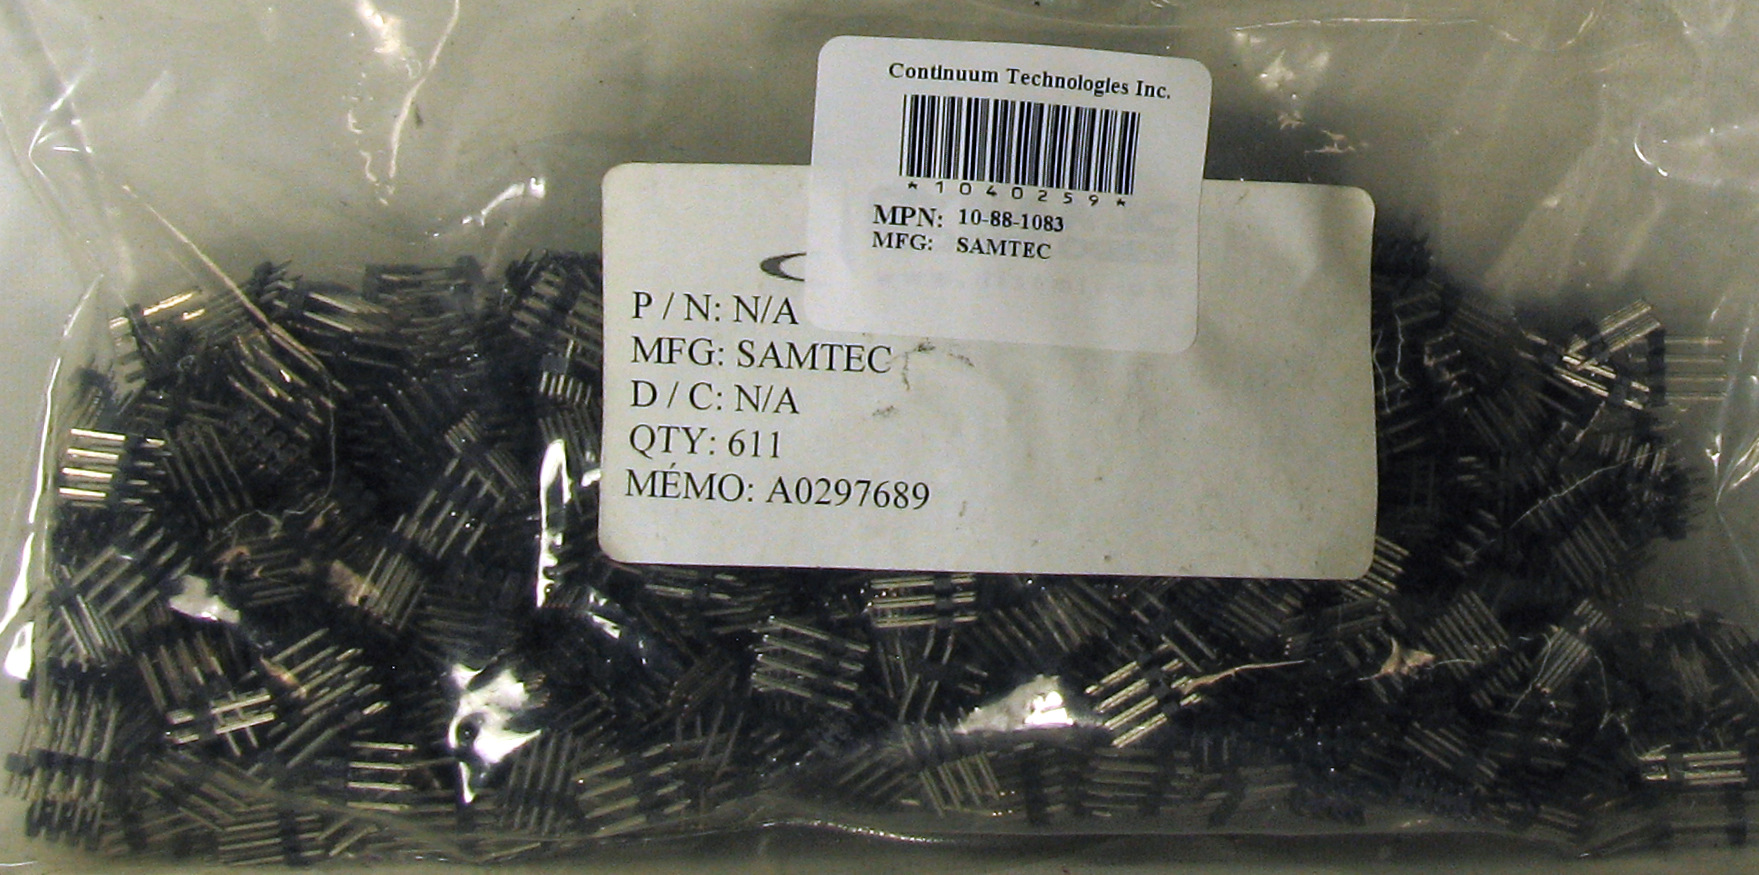 Continuum Technologies Inc.
*1040259*
MPN: 10-88-1083
MFG: SAMTEC
P / N: N/A
MFG: SAMTEC
D / C: N/A
QTY: 611
MÉMO: A0297689